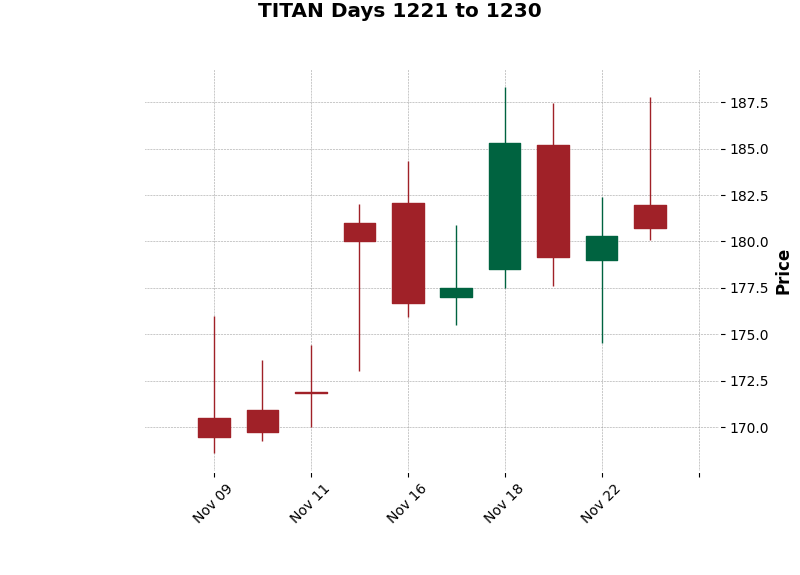 TITAN Days 1221 to 1230
187.5
185.0
182.5
180.0
177.5
175.0
172.5
170.0
Price
Nov 09
Nov 11
Nov 16
Nov 18
Nov 22